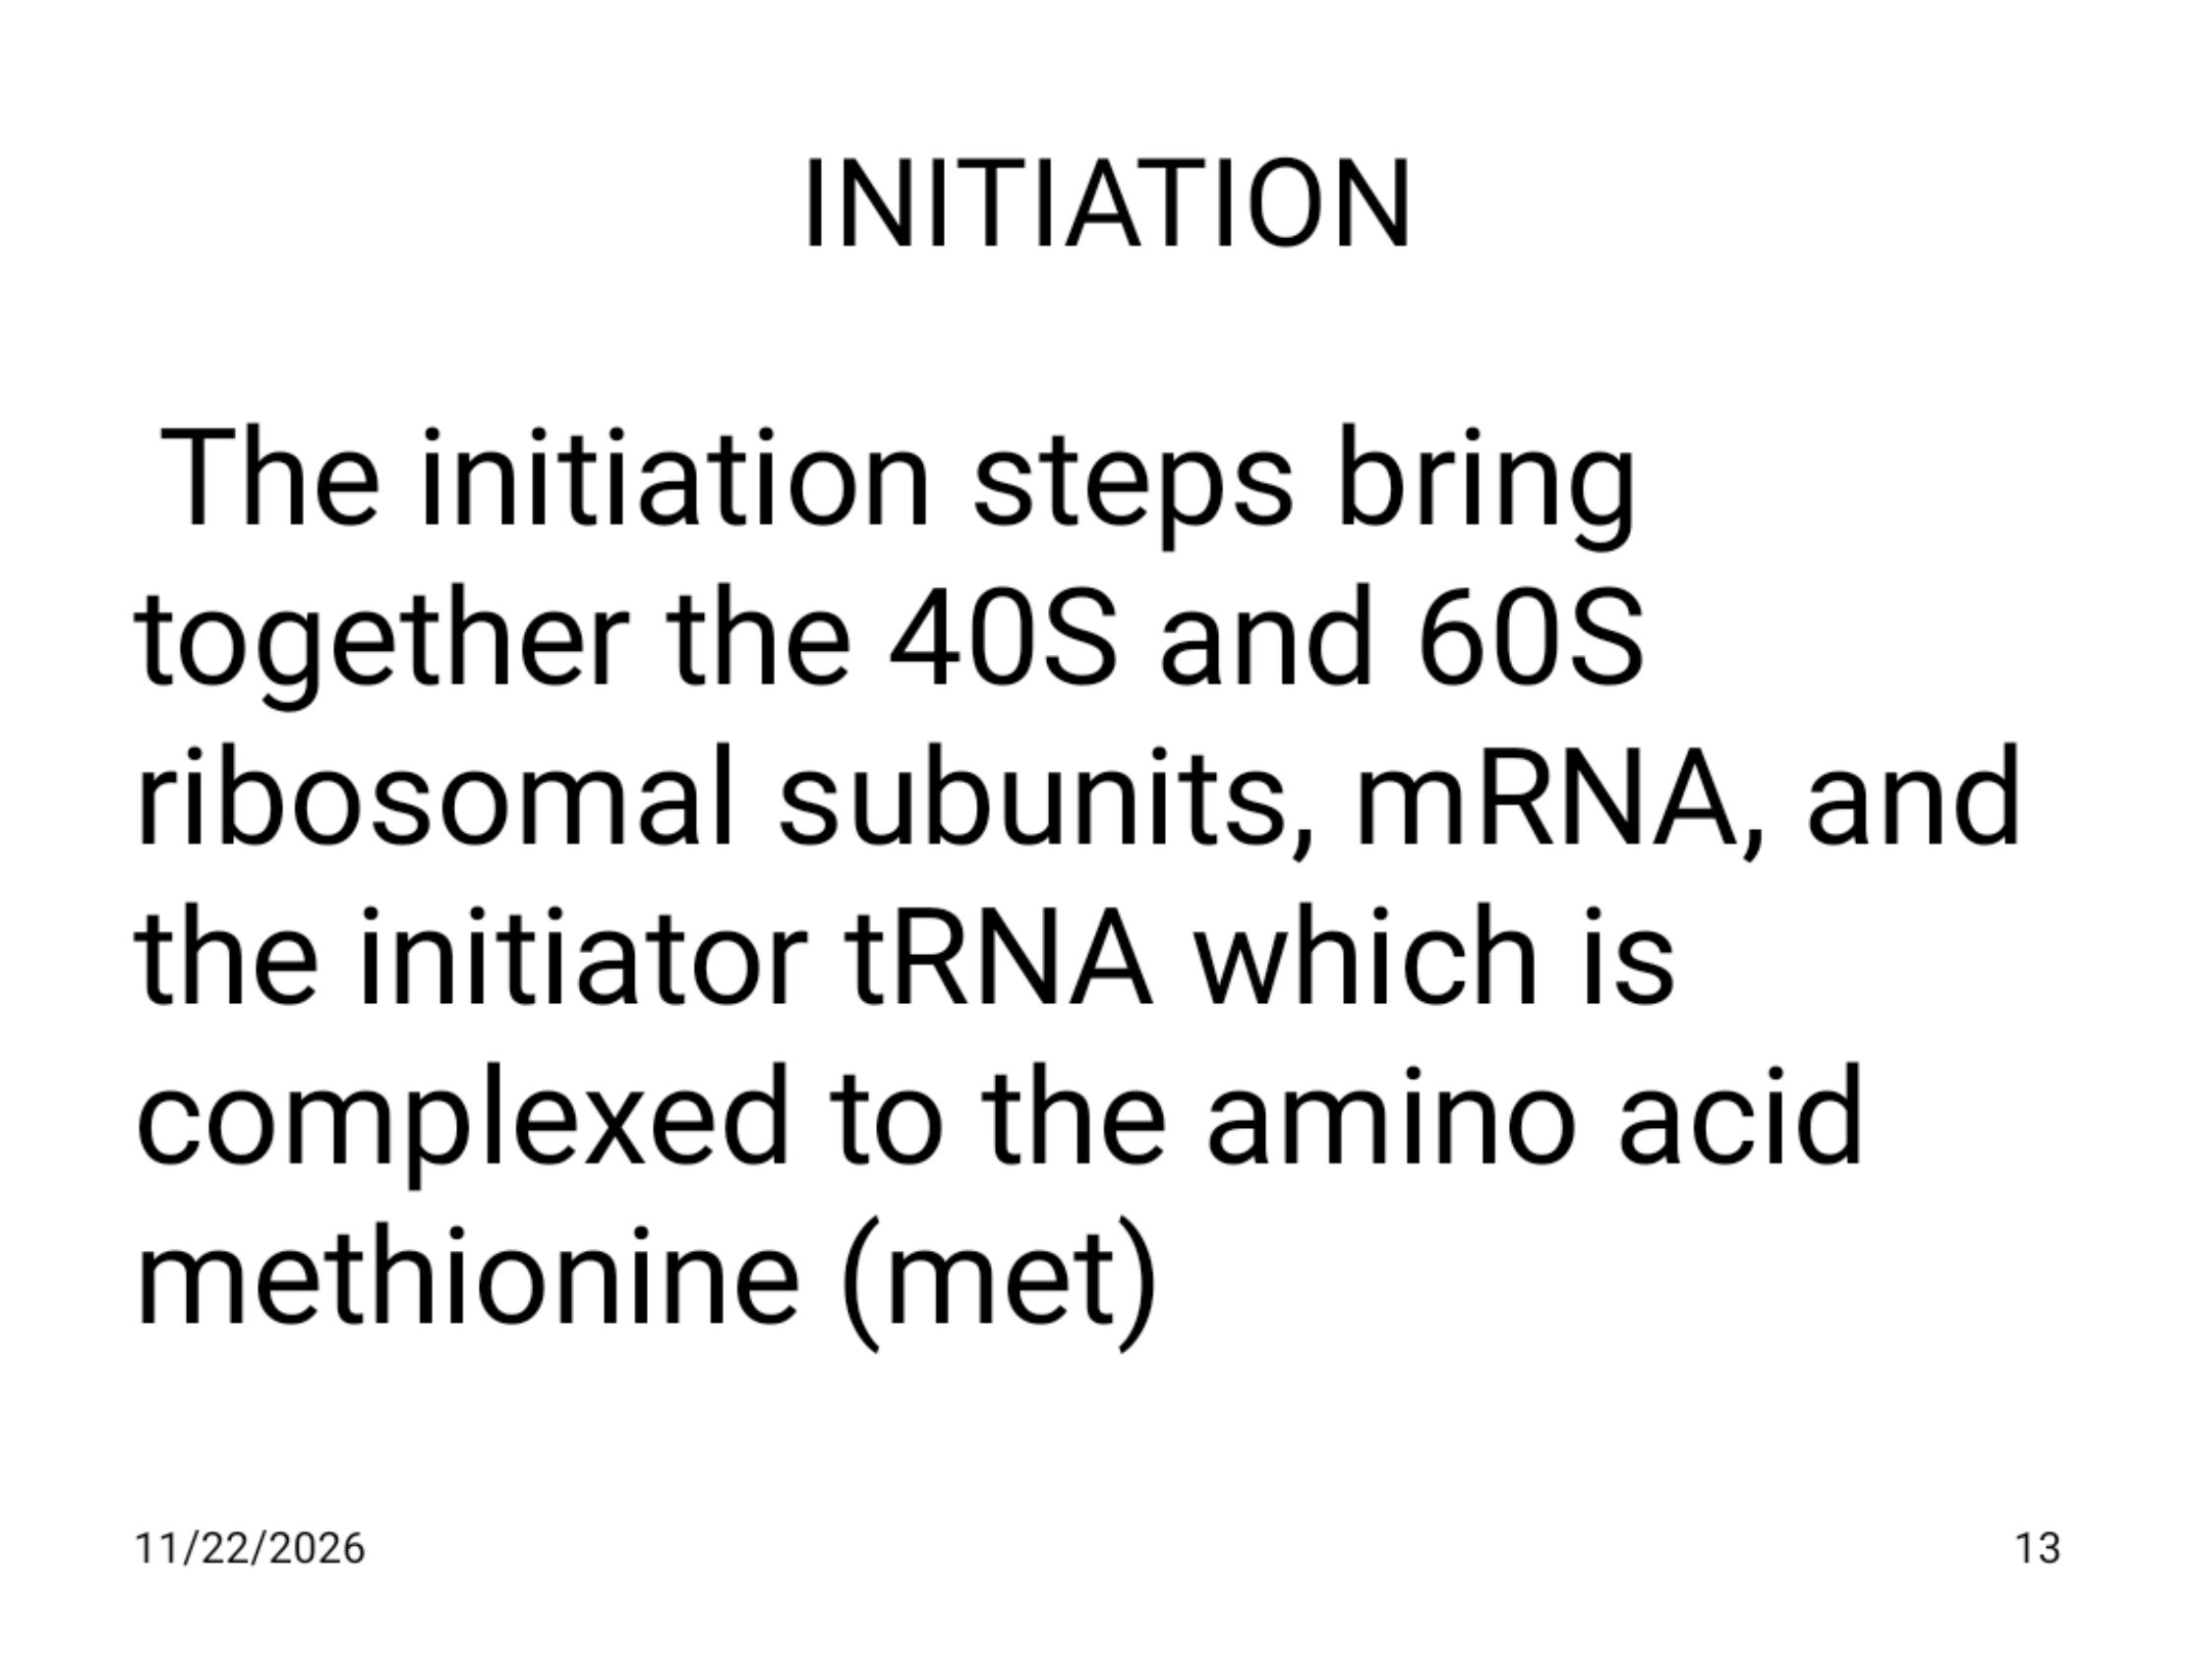 INITIATION
The initiation steps bring
together the 40S and 60S
ribosomal subunits, mRNA, and
the initiator tRNA which is
complexed to the amino acid
methionine (met)
11/22/2026
13